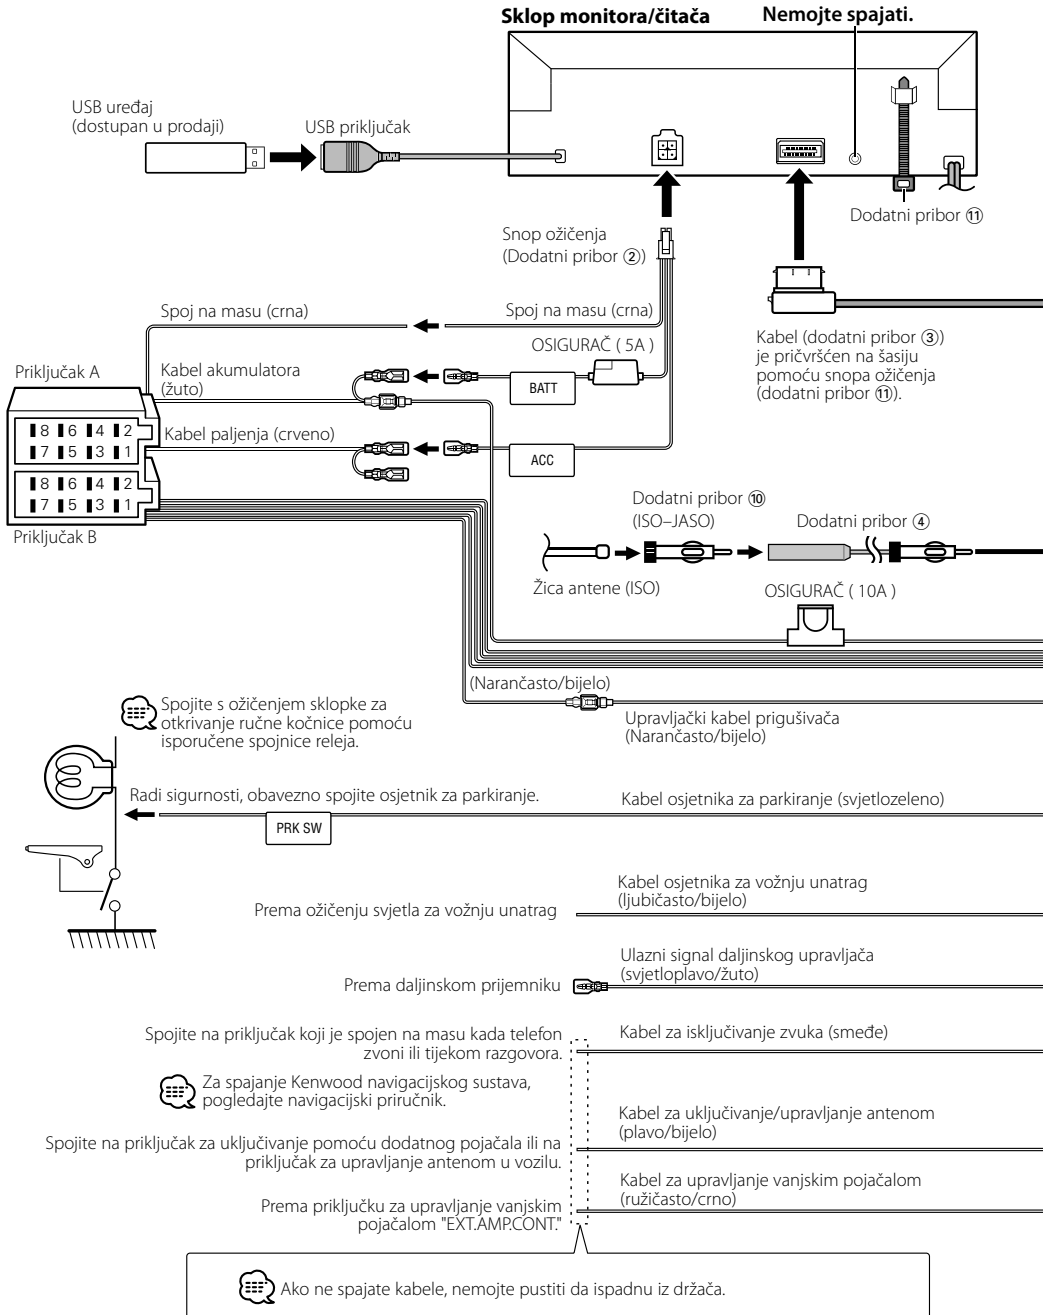 Sklop monitora/čitača
Nemojte spajati.
USB uređaj
(dostupan u prodaji)
USB priključak
Dodatni pribor ⑪
Snop ožičenja
(Dodatni pribor ②)
Spoj na masu (crna)
Spoj na masu (crna)
OSIGURAČ ( 5A )
Kabel (dodatni pribor ③)
je pričvršćen na šasiju
pomoću snopa ožičenja
(dodatni pribor ⑪).
Priključak A
Kabel akumulatora
(žuto)
BATT
8 6 4 2
7 5 3 1
Kabel paljenja (crveno)
ACC
8 6 4 2
7 5 3 1
Priključak B
Dodatni pribor ⑩
(ISO–JASO)
Dodatni pribor ④
Žica antene (ISO)
OSIGURAČ ( 10A )
(Narančasto/bijelo)
Upravljački kabel prigušivača
(Narančasto/bijelo)
Spojite s ožičenjem sklopke za
otkrivanje ručne kočnice pomoću
isporučene spojnice releja.
Radi sigurnosti, obavezno spojite osjetnik za parkiranje.
PRK SW
Kabel osjetnika za parkiranje (svjetlozeleno)
Prema ožičenju svjetla za vožnju unatrag
Kabel osjetnika za vožnju unatrag
(ljubičasto/bijelo)
Prema daljinskom prijemniku
Ulazni signal daljinskog upravljača
(svjetloplavo/žuto)
Spojite na priključak koji je spojen na masu kada telefon
zvoni ili tijekom razgovora.
Kabel za isključivanje zvuka (smeđe)
Za spajanje Kenwood navigacijskog sustava,
pogledajte navigacijski priručnik.
Spojite na priključak za uključivanje pomoću dodatnog pojačala ili na
priključak za upravljanje antenom u vozilu.
Kabel za uključivanje/upravljanje antenom
(plavo/bijelo)
Prema priključku za upravljanje vanjskim
pojačalom "EXT.AMP.CONT."
Kabel za upravljanje vanjskim pojačalom
(ružičasto/crno)
Ako ne spajate kabele, nemojte pustiti da ispadnu iz držača.